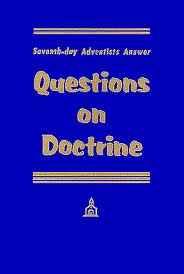 Seventh-day Adventists Answer
Questions
on
Doctrine